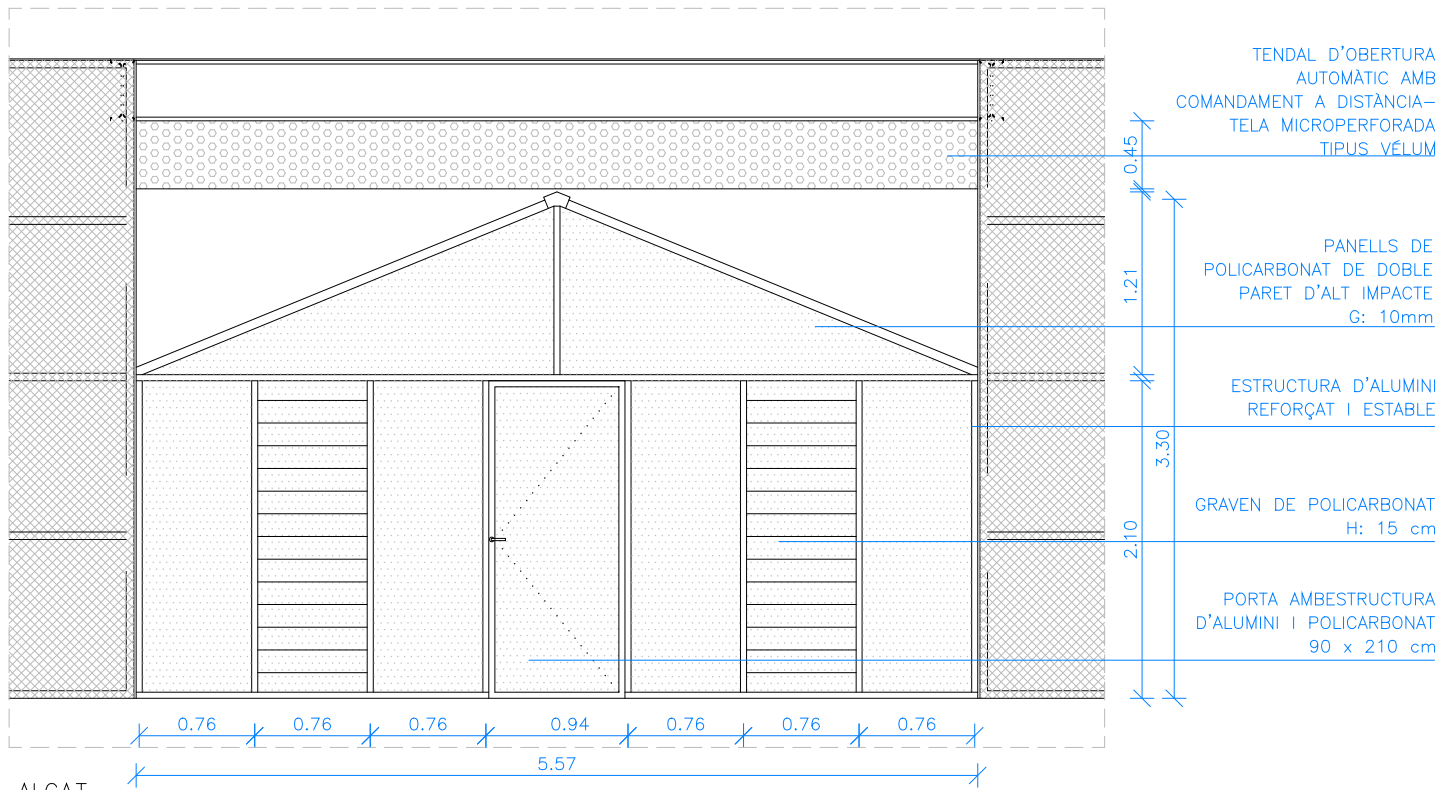 TENDAL D'OBERTURA
AUTOMÀTIC AMB
COMANDAMENT A DISTÀNCIA–
TELA MICROPERFORADA
TIPUS VÉLUM
0.45
PANELLS DE
POLICARBONAT DE DOBLE
PARET D'ALT IMPACTE
G: 10mm
1.21
ESTRUCTURA D'ALUMINI
REFORÇAT I ESTABLE
3.30
GRAVEN DE POLICARBONAT
H: 15 cm
2.10
PORTA AMBESTRUCTURA
D'ALUMINI I POLICARBONAT
90 x 210 cm
0.76 0.76 0.76 0.94 0.76 0.76 0.76
5.57